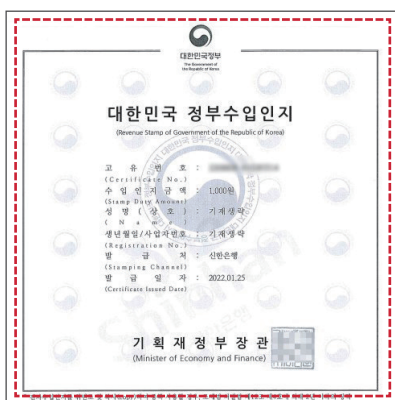 대한민국정부
The Government of
the Republic of Korea
대한민국 정부수입인지
(Revenue Stamp of Government of the Republic of Korea)
고 유 번 호 :
(Certificate No.)
수 입 인 지 금 액 : 1,000원
(Stamp Duty Amount)
성 명 ( 상 호 ) : 기재생략
( N a m e )
생년월일/사업자번호 : 기재생략
(Registration No.)
발 급 처 : 신한은행
(Stamping Channel)
발 급 일 자 : 2022.01.25
(Certificate Issued Date)
기 획 재 정 부 장 관
(Minister of Economy and Finance)